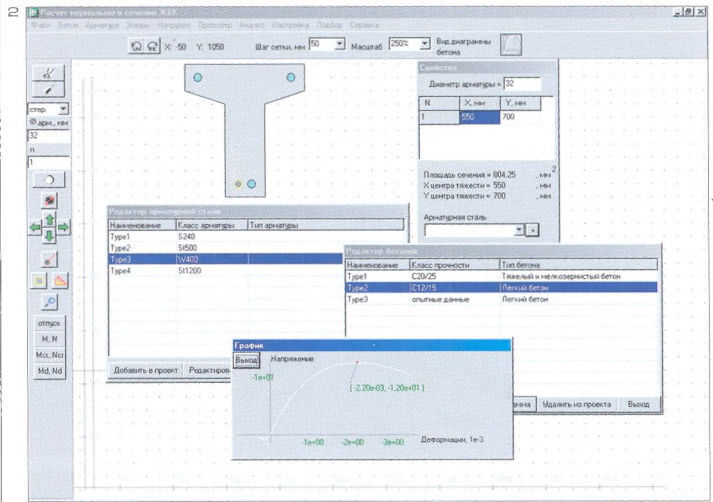 Расчет нормального сечения ЖБК
Файл Бетон Арматура Эпюры Нагрузки Просмотр Анализ Настройка Подбор Справка
X: -50 Y: 1050 Шаг сетки, мм 50 Масштаб 250% Вид диаграммы бетона
Свойства
Диаметр арматуры = 32
N X, мм Y, мм
1 550 700
Площадь сечения = 804.25 , мм 2
X центра тяжести = 550 , мм
Y центра тяжести = 700 , мм
Арматурная сталь
стер.
Ø арм., мм
32
n
1
отпуск
M, N
Mcr, Ncr
Md, Nd
Редактор арматурной стали
Наименование Класс арматуры Тип арматуры
Type1 S240
Type2 St500
Type3 W400
Type4 St1200
Добавить в проект Редактиров
Редактор бетонов
Наименование Класс прочности Тип бетона
Type1 C20/25 Тяжелый и мелкозернистый бетон
Type2 C12/15 Легкий бетон
Type3 опытные данные Легкий бетон
амма Удалить из проекта Выход
График
Выход Напряжение
-1e+01
( -2.20e-03, -1.20e+01 )
-1e+00 -2e+00 -3e+00 Деформации, 1e-3